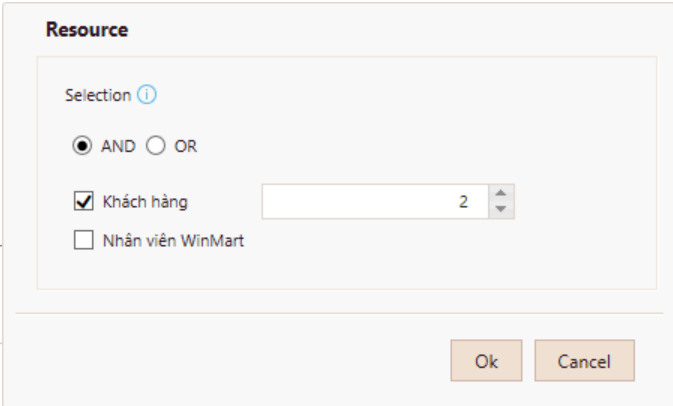 Resource
Selection
AND OR
Khách hàng 2
Nhân viên WinMart
Ok Cancel